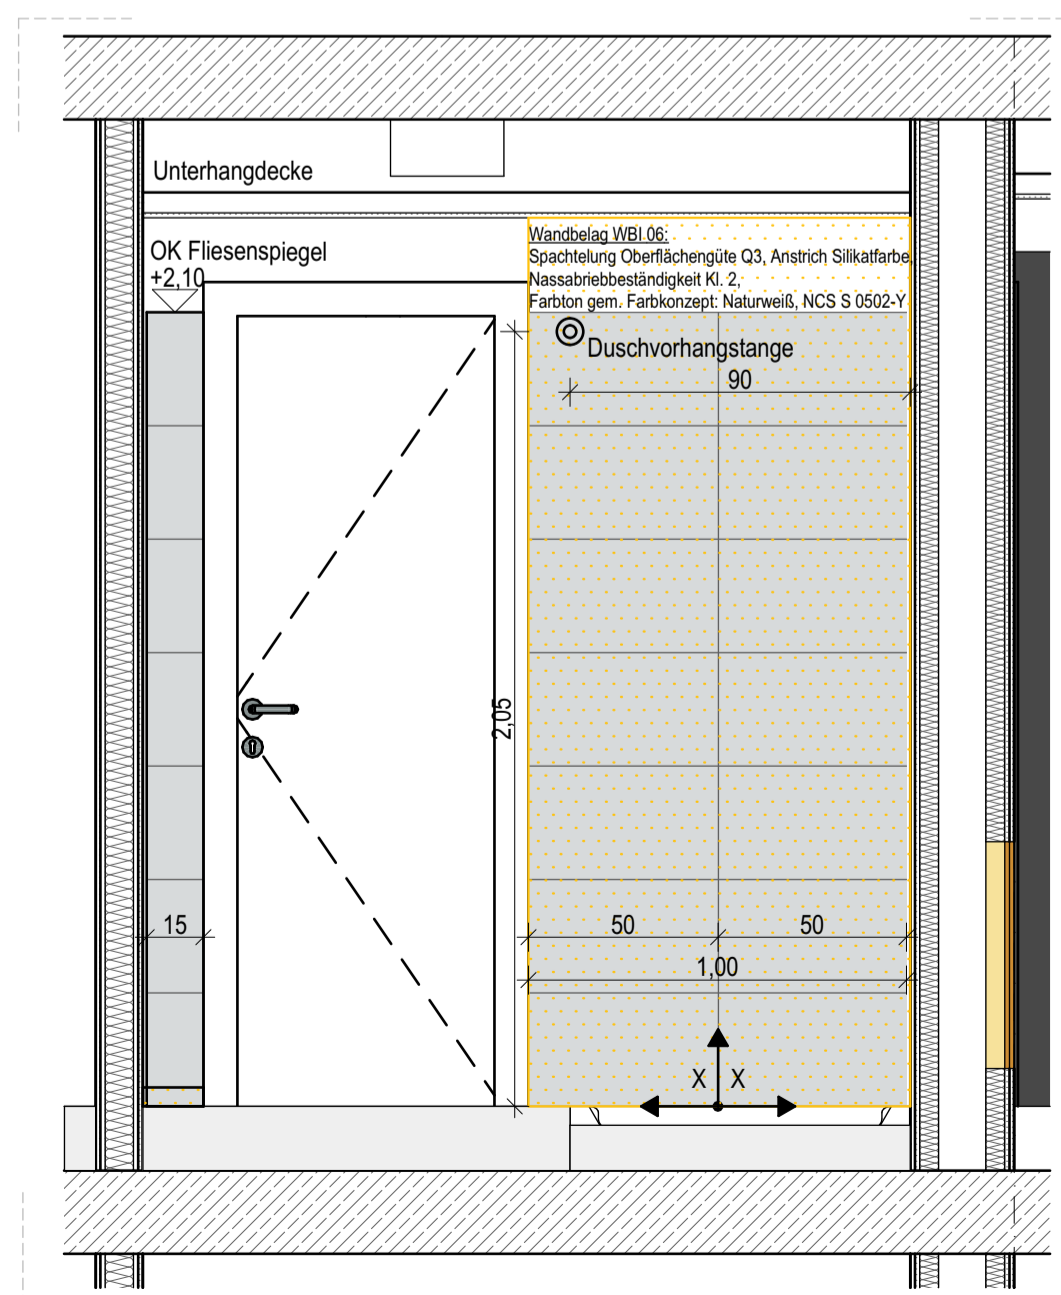 Unterhangdecke
OK Fliesenspiegel
+2,10
Wandbelag WBI 06:
Spachtelung Oberflächengüte Q3, Anstrich Silikatfarbe,
Nassabriebbeständigkeit Kl. 2,
Farbton gem. Farbkonzept: Naturweiß, NCS S 0502-Y
Duschvorhangstange
90
2,05
15
50
50
1,00
X
X